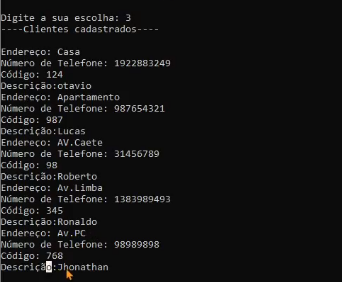 Digite a sua escolha: 3
----Clientes cadastrados----
Endereço: Casa
Número de Telefone: 1922883249
Código: 124
Descrição:otavio
Endereço: Apartamento
Número de Telefone: 987654321
Código: 987
Descrição:Lucas
Endereço: AV.Caete
Número de Telefone: 31456789
Código: 98
Descrição:Roberto
Endereço: Av.Limba
Número de Telefone: 1383989493
Código: 345
Descrição:Ronaldo
Endereço: Av.PC
Número de Telefone: 98989898
Código: 768
Descrição:Jhonathan